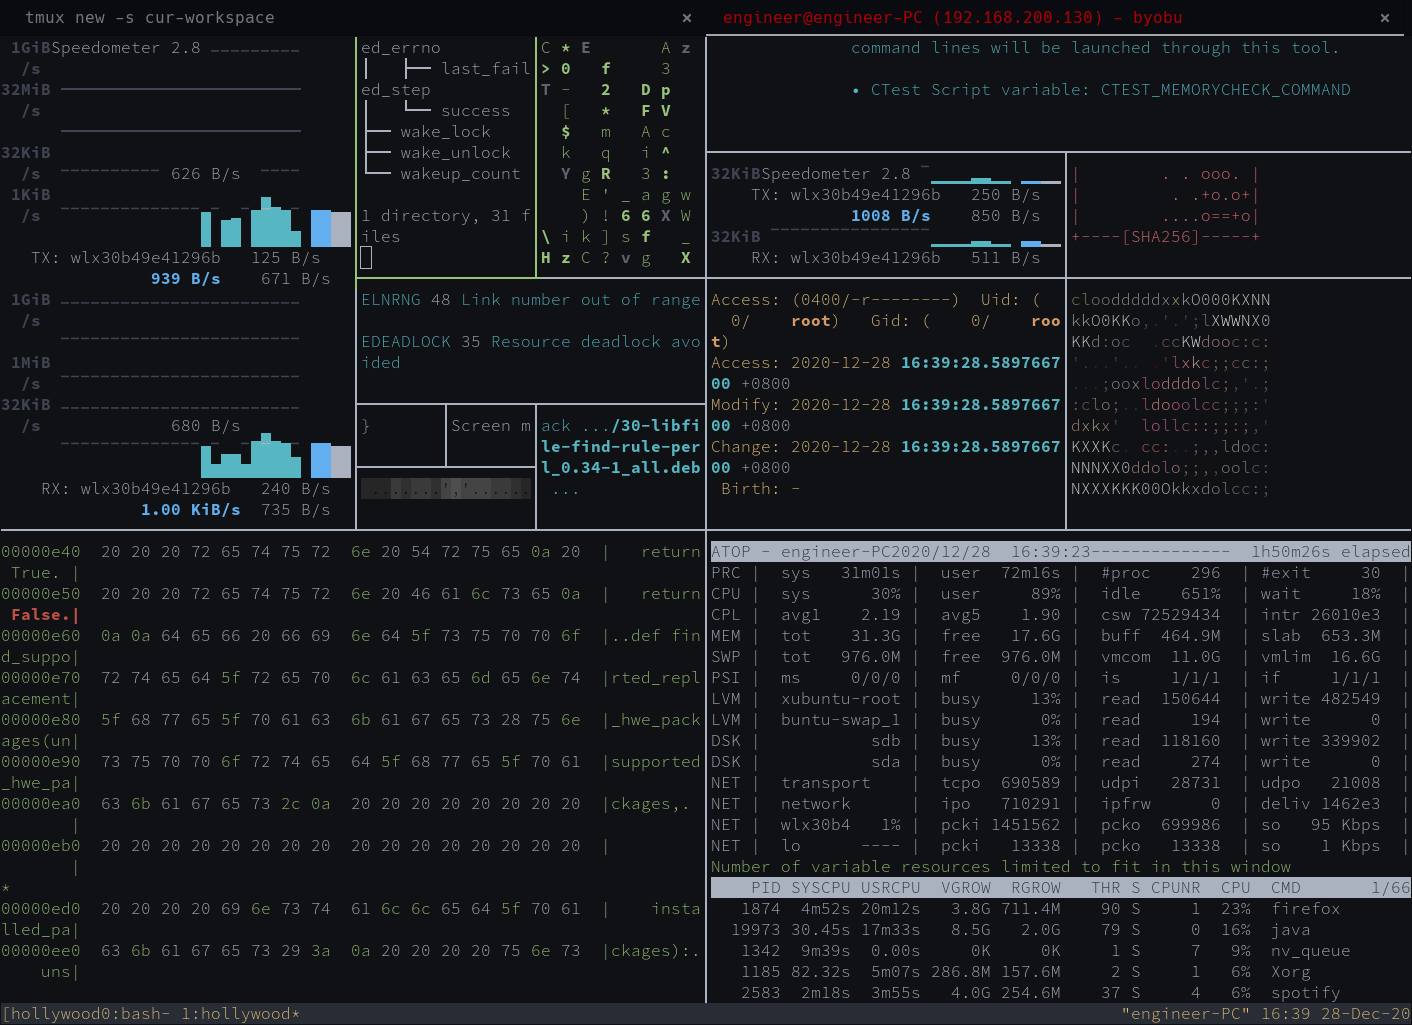 tmux new -s cur-workspace ×
1GiB Speedometer 2.8
/s
32MiB
/s
32KiB
/s 626 B/s
1KiB
/s
TX: wlx30b49e41296b 125 B/s
939 B/s 671 B/s
1GiB
/s
1MiB
/s
32KiB
/s 680 B/s
RX: wlx30b49e41296b 240 B/s
1.00 KiB/s 735 B/s
ed_errno
│   ├── last_fail
ed_step
│   └── success
├── wake_lock
├── wake_unlock
└── wakeup_count
1 directory, 31 f
iles
C * E A z
> 0 f 3
T - 2 D p
[ * F V
$ m A c
k q i ^
Y g R 3 :
E ' _ a g w
) ! 6 6 X W
\ i k ] s f _
H z C ? v g X
ELNRNG 48 Link number out of range
EDEADLOCK 35 Resource deadlock avo
ided
}
Screen m
ack .../30-libfi
le-find-rule-per
l_0.34-1_all.deb
...
.......',':......
00000e40  20 20 20 72 65 74 75 72  6e 20 54 72 75 65 0a 20  |   return
True. |
00000e50  20 20 20 72 65 74 75 72  6e 20 46 61 6c 73 65 0a  |   return
False.|
00000e60  0a 0a 64 65 66 20 66 69  6e 64 5f 73 75 70 70 6f  |..def fin
d_suppo|
00000e70  72 74 65 64 5f 72 65 70  6c 61 63 65 6d 65 6e 74  |rted_repl
acement|
00000e80  5f 68 77 65 5f 70 61 63  6b 61 67 65 73 28 75 6e  |_hwe_pack
ages(un|
00000e90  73 75 70 70 6f 72 74 65  64 5f 68 77 65 5f 70 61  |supported
_hwe_pa|
00000ea0  63 6b 61 67 65 73 2c 0a  20 20 20 20 20 20 20 20  |ckages,.
|
00000eb0  20 20 20 20 20 20 20 20  20 20 20 20 20 20 20 20  |
|
*
00000ed0  20 20 20 20 69 6e 73 74  61 6c 6c 65 64 5f 70 61  |    insta
lled_pa|
00000ee0  63 6b 61 67 65 73 29 3a  0a 20 20 20 20 75 6e 73  |ckages):.
uns|
engineer@engineer-PC (192.168.200.130) - byobu ×
command lines will be launched through this tool.
• CTest Script variable: CTEST_MEMORYCHECK_COMMAND
32KiB Speedometer 2.8
TX: wlx30b49e41296b 250 B/s
1008 B/s 850 B/s
32KiB
RX: wlx30b49e41296b 511 B/s
|        . . ooo. |
|         . .+o.o+|
|        ....o==+o|
+----[SHA256]-----+
Access: (0400/-r--------)  Uid: (
0/    root)   Gid: (    0/    roo
t)
Access: 2020-12-28 16:39:28.5897667
00 +0800
Modify: 2020-12-28 16:39:28.5897667
00 +0800
Change: 2020-12-28 16:39:28.5897667
00 +0800
Birth: -
cloodddddxxkO000KXNN
kkO0KKo,.'.';lXWWNX0
KKd:oc  .ccKWdooc:c:
'...'.. .'lxkc;;cc:;
...;ooxlodddolc;,'.;
:clo;..ldooolcc;;;:'
dxkx'  lollc::;;:;,'
KXXKc cc:..;,,ldoc:
NNNXX0ddolo;;,,oolc:
NXXXKKK00Okkxdolcc:;
ATOP - engineer-PC2020/12/28  16:39:23--------------  1h50m26s elapsed
PRC |  sys   31m01s |  user  72m16s |  #proc    296  | #exit     30  |
CPU |  sys      30% |  user     89% |  idle    651%  | wait     18%  |
CPL |  avg1    2.19 |  avg5    1.90 |  csw 72529434  | intr 26010e3  |
MEM |  tot    31.3G |  free   17.6G |  buff  464.9M  | slab  653.3M  |
SWP |  tot   976.0M |  free  976.0M |  vmcom  11.0G  | vmlim  16.6G  |
PSI |  ms     0/0/0 |  mf     0/0/0 |  is     1/1/1  | if     1/1/1  |
LVM |  xubuntu-root |  busy     13% |  read  150644  | write 482549  |
LVM |  buntu-swap_1 |  busy      0% |  read     194  | write      0  |
DSK |           sdb |  busy     13% |  read  118160  | write 339902  |
DSK |           sda |  busy      0% |  read     274  | write      0  |
NET |  transport    |  tcpo  690589 |  udpi   28731  | udpo   21008  |
NET |  network      |  ipo   710291 |  ipfrw      0  | deliv 1462e3  |
NET |  wlx30b4   1% |  pcki 1451562 |  pcko  699986  | so   95 Kbps  |
NET |  lo      ---- |  pcki   13338 |  pcko   13338  | so    1 Kbps  |
Number of variable resources limited to fit in this window
PID SYSCPU USRCPU  VGROW  RGROW   THR S CPUNR  CPU  CMD       1/66
1874  4m52s 20m12s   3.8G 711.4M    90 S     1  23%  firefox
19973 30.45s 17m33s   8.5G   2.0G    79 S     0  16%  java
1342  9m39s  0.00s     0K     0K     1 S     7   9%  nv_queue
1185 82.32s  5m07s 286.8M 157.6M     2 S     1   6%  Xorg
2583  2m18s  3m55s   4.0G 254.6M    37 S     4   6%  spotify
[hollywood0:bash- 1:hollywood* "engineer-PC" 16:39 28-Dec-20